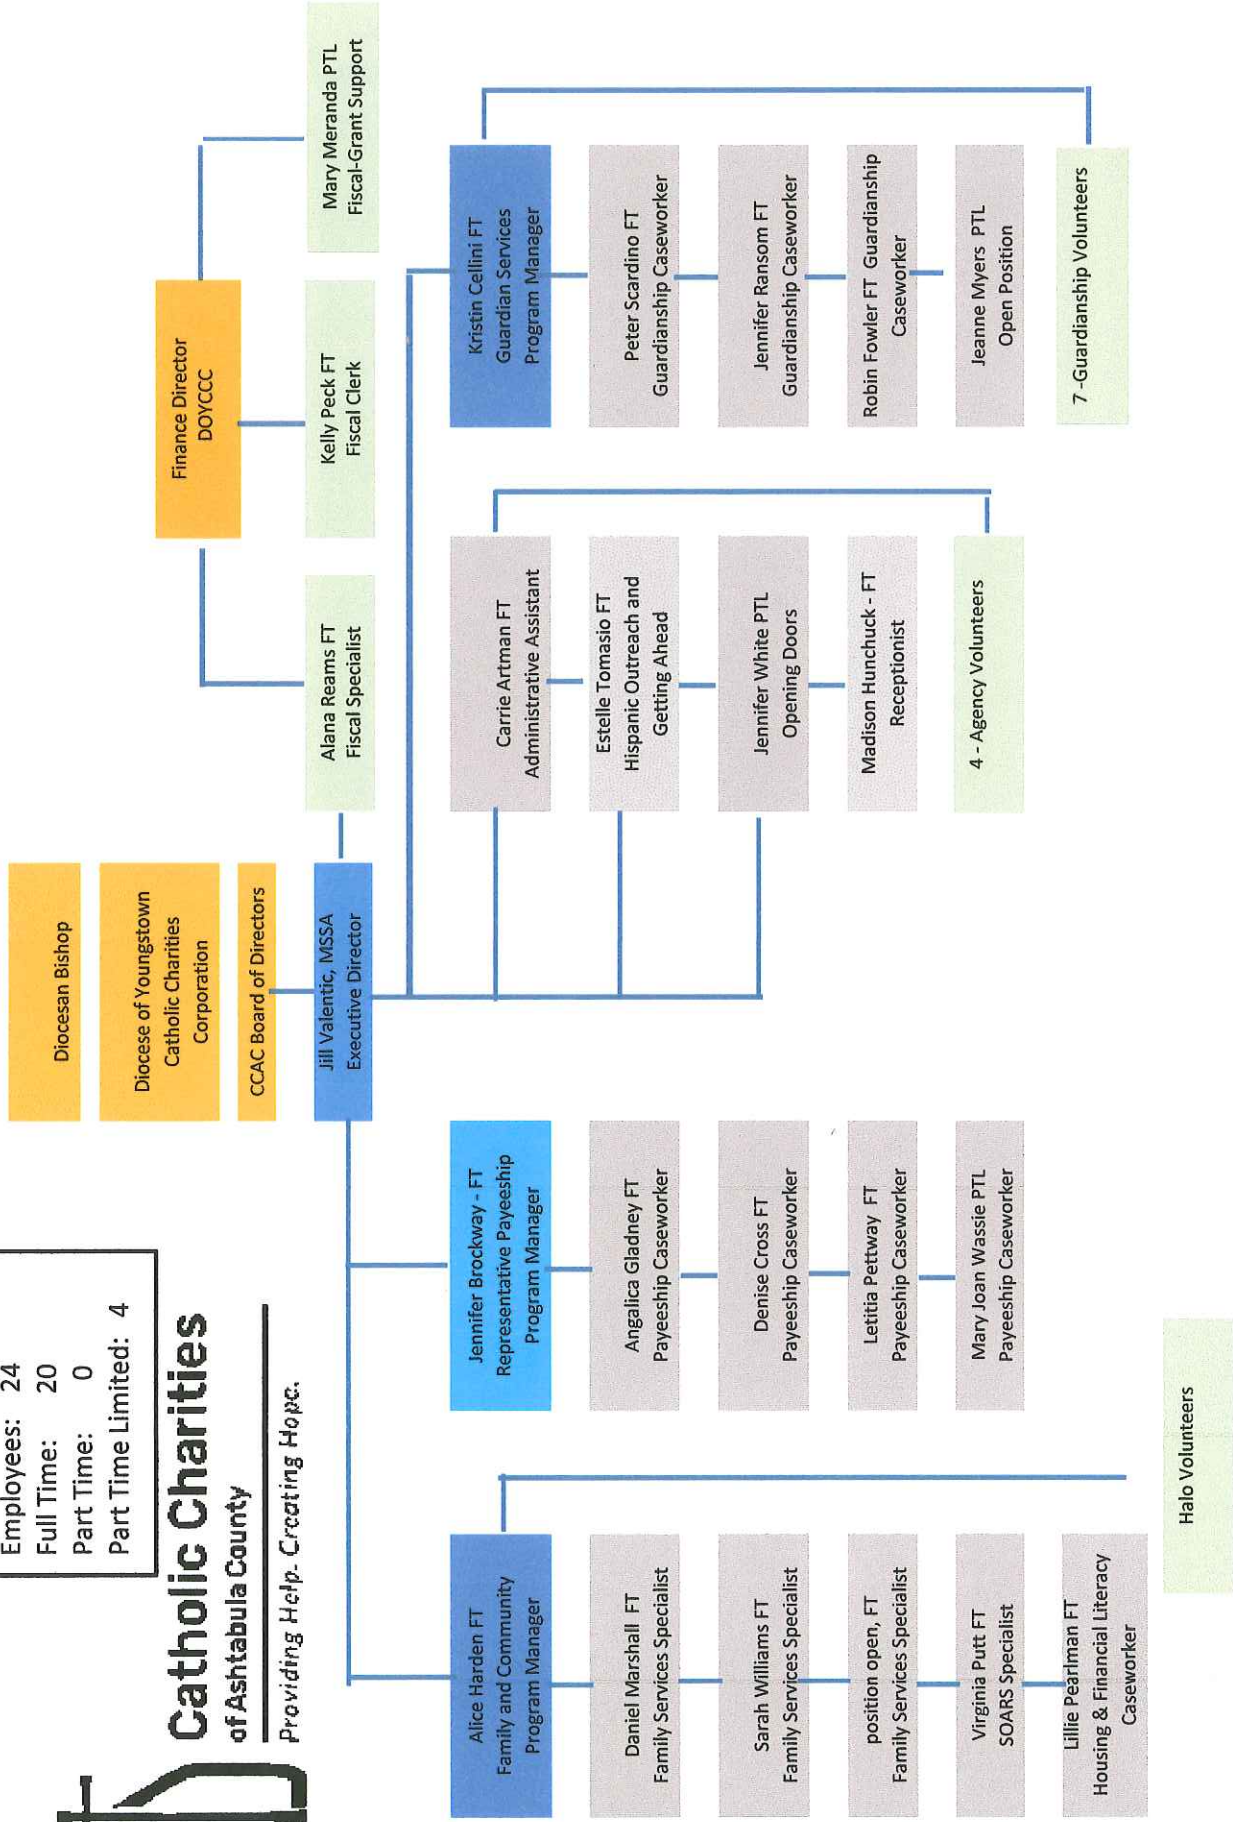 Employees: 24
Full Time: 20
Part Time: 0
Part Time Limited: 4
Catholic Charities
of Ashtabula County
Providing Help. Creating Hope.
Diocesan Bishop
Diocese of Youngstown
Catholic Charities
Corporation
CCAC Board of Directors
Jill Valentic, MSSA
Executive Director
Finance Director
DOYCCC
Alana Reams FT
Fiscal Specialist
Kelly Peck FT
Fiscal Clerk
Mary Meranda PTL
Fiscal-Grant Support
Alice Harden FT
Family and Community
Program Manager
Daniel Marshall FT
Family Services Specialist
Sarah Williams FT
Family Services Specialist
position open, FT
Family Services Specialist
Virginia Putt FT
SOARS Specialist
Lillie Pearlman FT
Housing & Financial Literacy
Caseworker
Halo Volunteers
Jennifer Brockway - FT
Representative Payeeship
Program Manager
Angalica Gladney FT
Payeeship Caseworker
Denise Cross FT
Payeeship Caseworker
Letitia Pettway FT
Payeeship Caseworker
Mary Joan Wassie PTL
Payeeship Caseworker
Carrie Artman FT
Administrative Assistant
Estelle Tomasio FT
Hispanic Outreach and
Getting Ahead
Jennifer White PTL
Opening Doors
Madison Hunchuck - FT
Receptionist
4 - Agency Volunteers
Kristin Cellini FT
Guardian Services
Program Manager
Peter Scardino FT
Guardianship Caseworker
Jennifer Ransom FT
Guardianship Caseworker
Robin Fowler FT Guardianship
Caseworker
Jeanne Myers PTL
Open Position
7 -Guardianship Volunteers